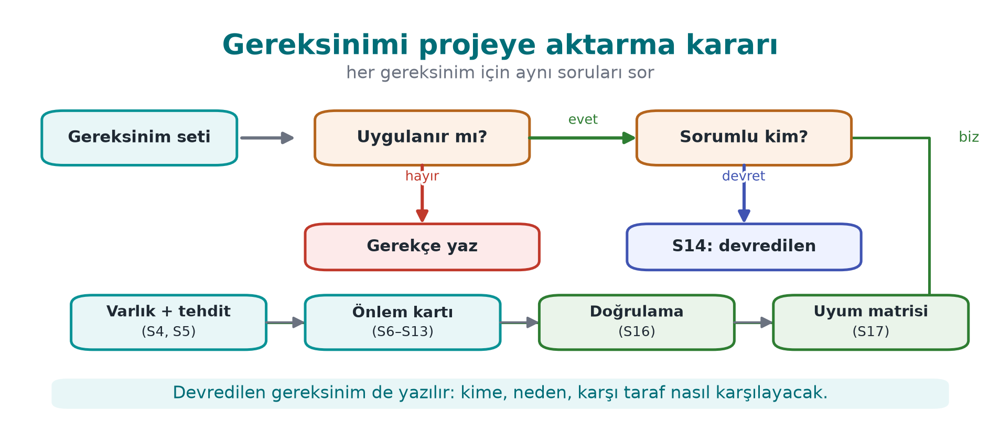 Gereksinimi projeye aktarma kararı
her gereksinim için aynı soruları sor
Gereksinim seti
Uygulanır mı?
evet
Sorumlu kim?
biz
hayır
devret
Gerekçe yaz
S14: devredilen
Varlık + tehdit
(S4, S5)
Önlem kartı
(S6–S13)
Doğrulama
(S16)
Uyum matrisi
(S17)
Devredilen gereksinim de yazılır: kime, neden, karşı taraf nasıl karşılayacak.